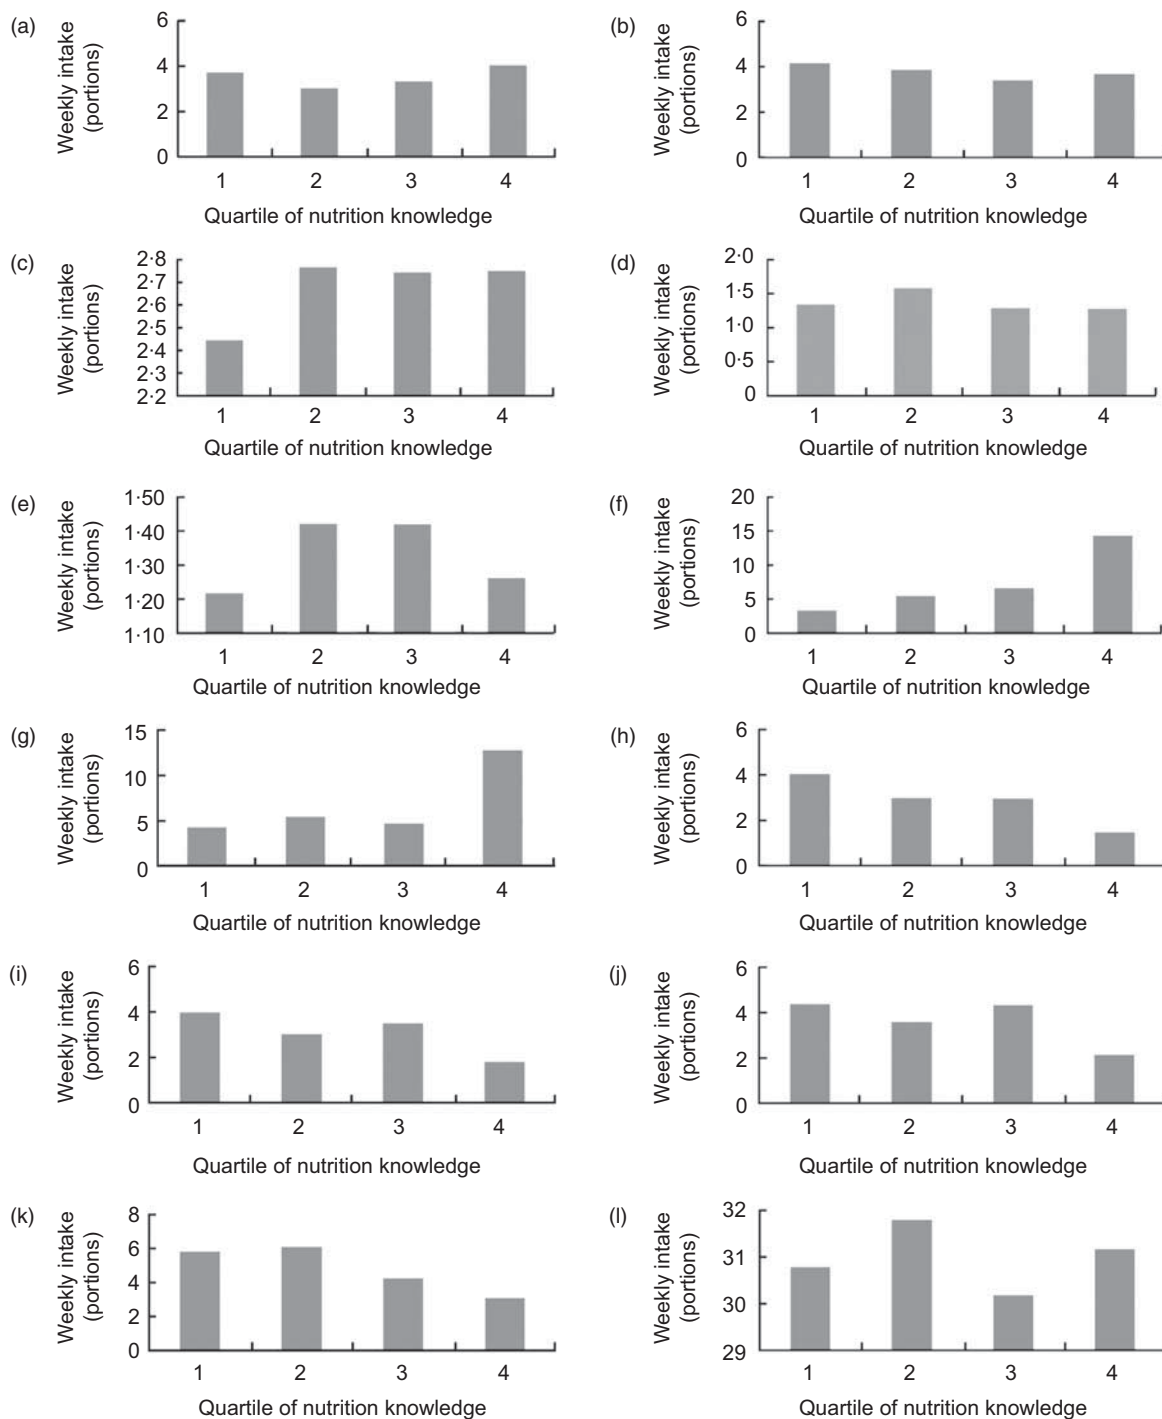 (a)
Weekly intake
(portions)
6
4
2
0
1 2 3 4
Quartile of nutrition knowledge
(b)
Weekly intake
(portions)
6
4
2
0
1 2 3 4
Quartile of nutrition knowledge
(c)
Weekly intake
(portions)
2·8
2·7
2·6
2·5
2·4
2·3
2·2
1 2 3 4
Quartile of nutrition knowledge
(d)
Weekly intake
(portions)
2·0
1·5
1·0
0·5
0
1 2 3 4
Quartile of nutrition knowledge
(e)
Weekly intake
(portions)
1·50
1·40
1·30
1·20
1·10
1 2 3 4
Quartile of nutrition knowledge
(f)
Weekly intake
(portions)
20
15
10
5
0
1 2 3 4
Quartile of nutrition knowledge
(g)
Weekly intake
(portions)
15
10
5
0
1 2 3 4
Quartile of nutrition knowledge
(h)
Weekly intake
(portions)
6
4
2
0
1 2 3 4
Quartile of nutrition knowledge
(i)
Weekly intake
(portions)
6
4
2
0
1 2 3 4
Quartile of nutrition knowledge
(j)
Weekly intake
(portions)
6
4
2
0
1 2 3 4
Quartile of nutrition knowledge
(k)
Weekly intake
(portions)
8
6
4
2
0
1 2 3 4
Quartile of nutrition knowledge
(l)
Weekly intake
(portions)
32
31
30
29
1 2 3 4
Quartile of nutrition knowledge